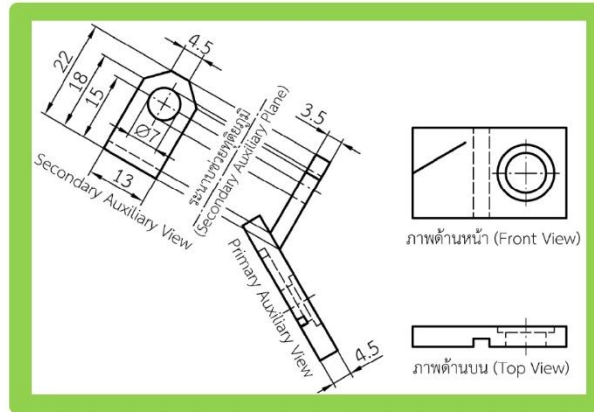 22
18
15
4.5
Ø7
13
Secondary Auxiliary View
ระนาบช่วยทุติยภูมิ
(Secondary Auxiliary Plane)
3.5
Primary Auxiliary View
4.5
ภาพด้านหน้า (Front View)
ภาพด้านบน (Top View)